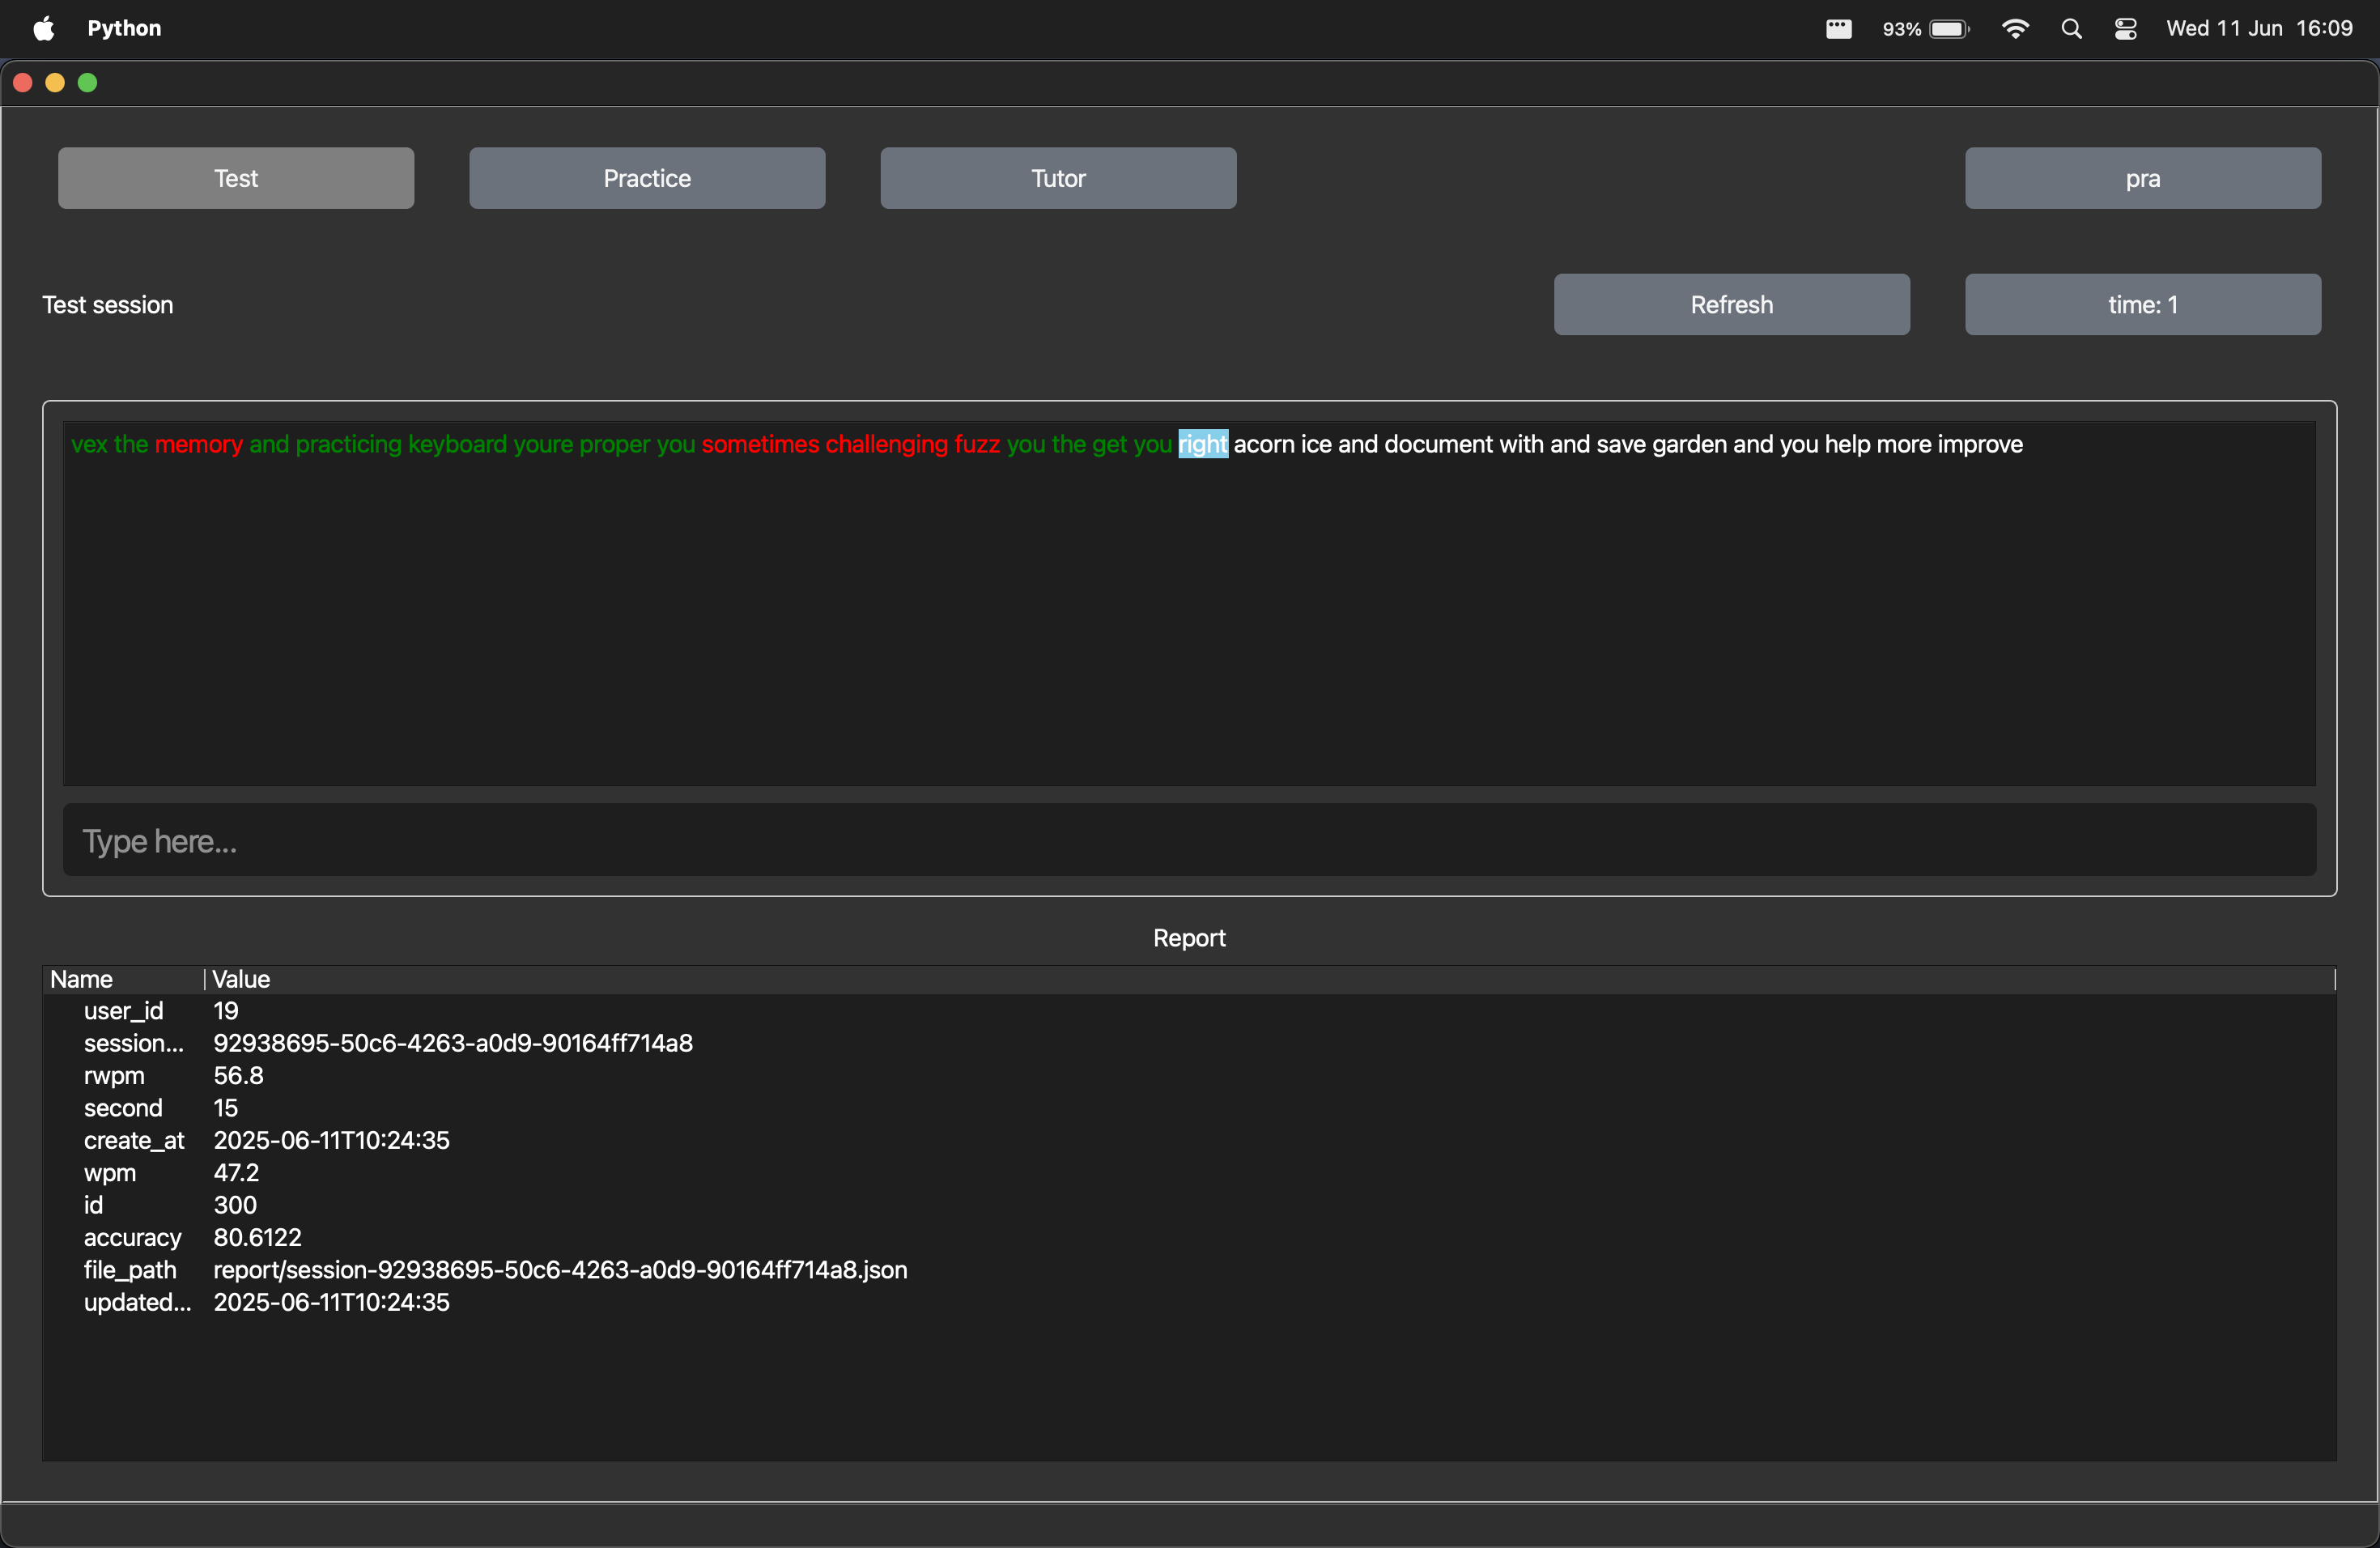 Python 93% Wed 11 Jun 16:09
Test Practice Tutor pra
Test session Refresh time: 1
vex the memory and practicing keyboard youre proper you sometimes challenging fuzz you the get you right acorn ice and document with and save garden and you help more improve
Type here...
Report
Name Value
user_id 19
session... 92938695-50c6-4263-a0d9-90164ff714a8
rwpm 56.8
second 15
create_at 2025-06-11T10:24:35
wpm 47.2
id 300
accuracy 80.6122
file_path report/session-92938695-50c6-4263-a0d9-90164ff714a8.json
updated... 2025-06-11T10:24:35